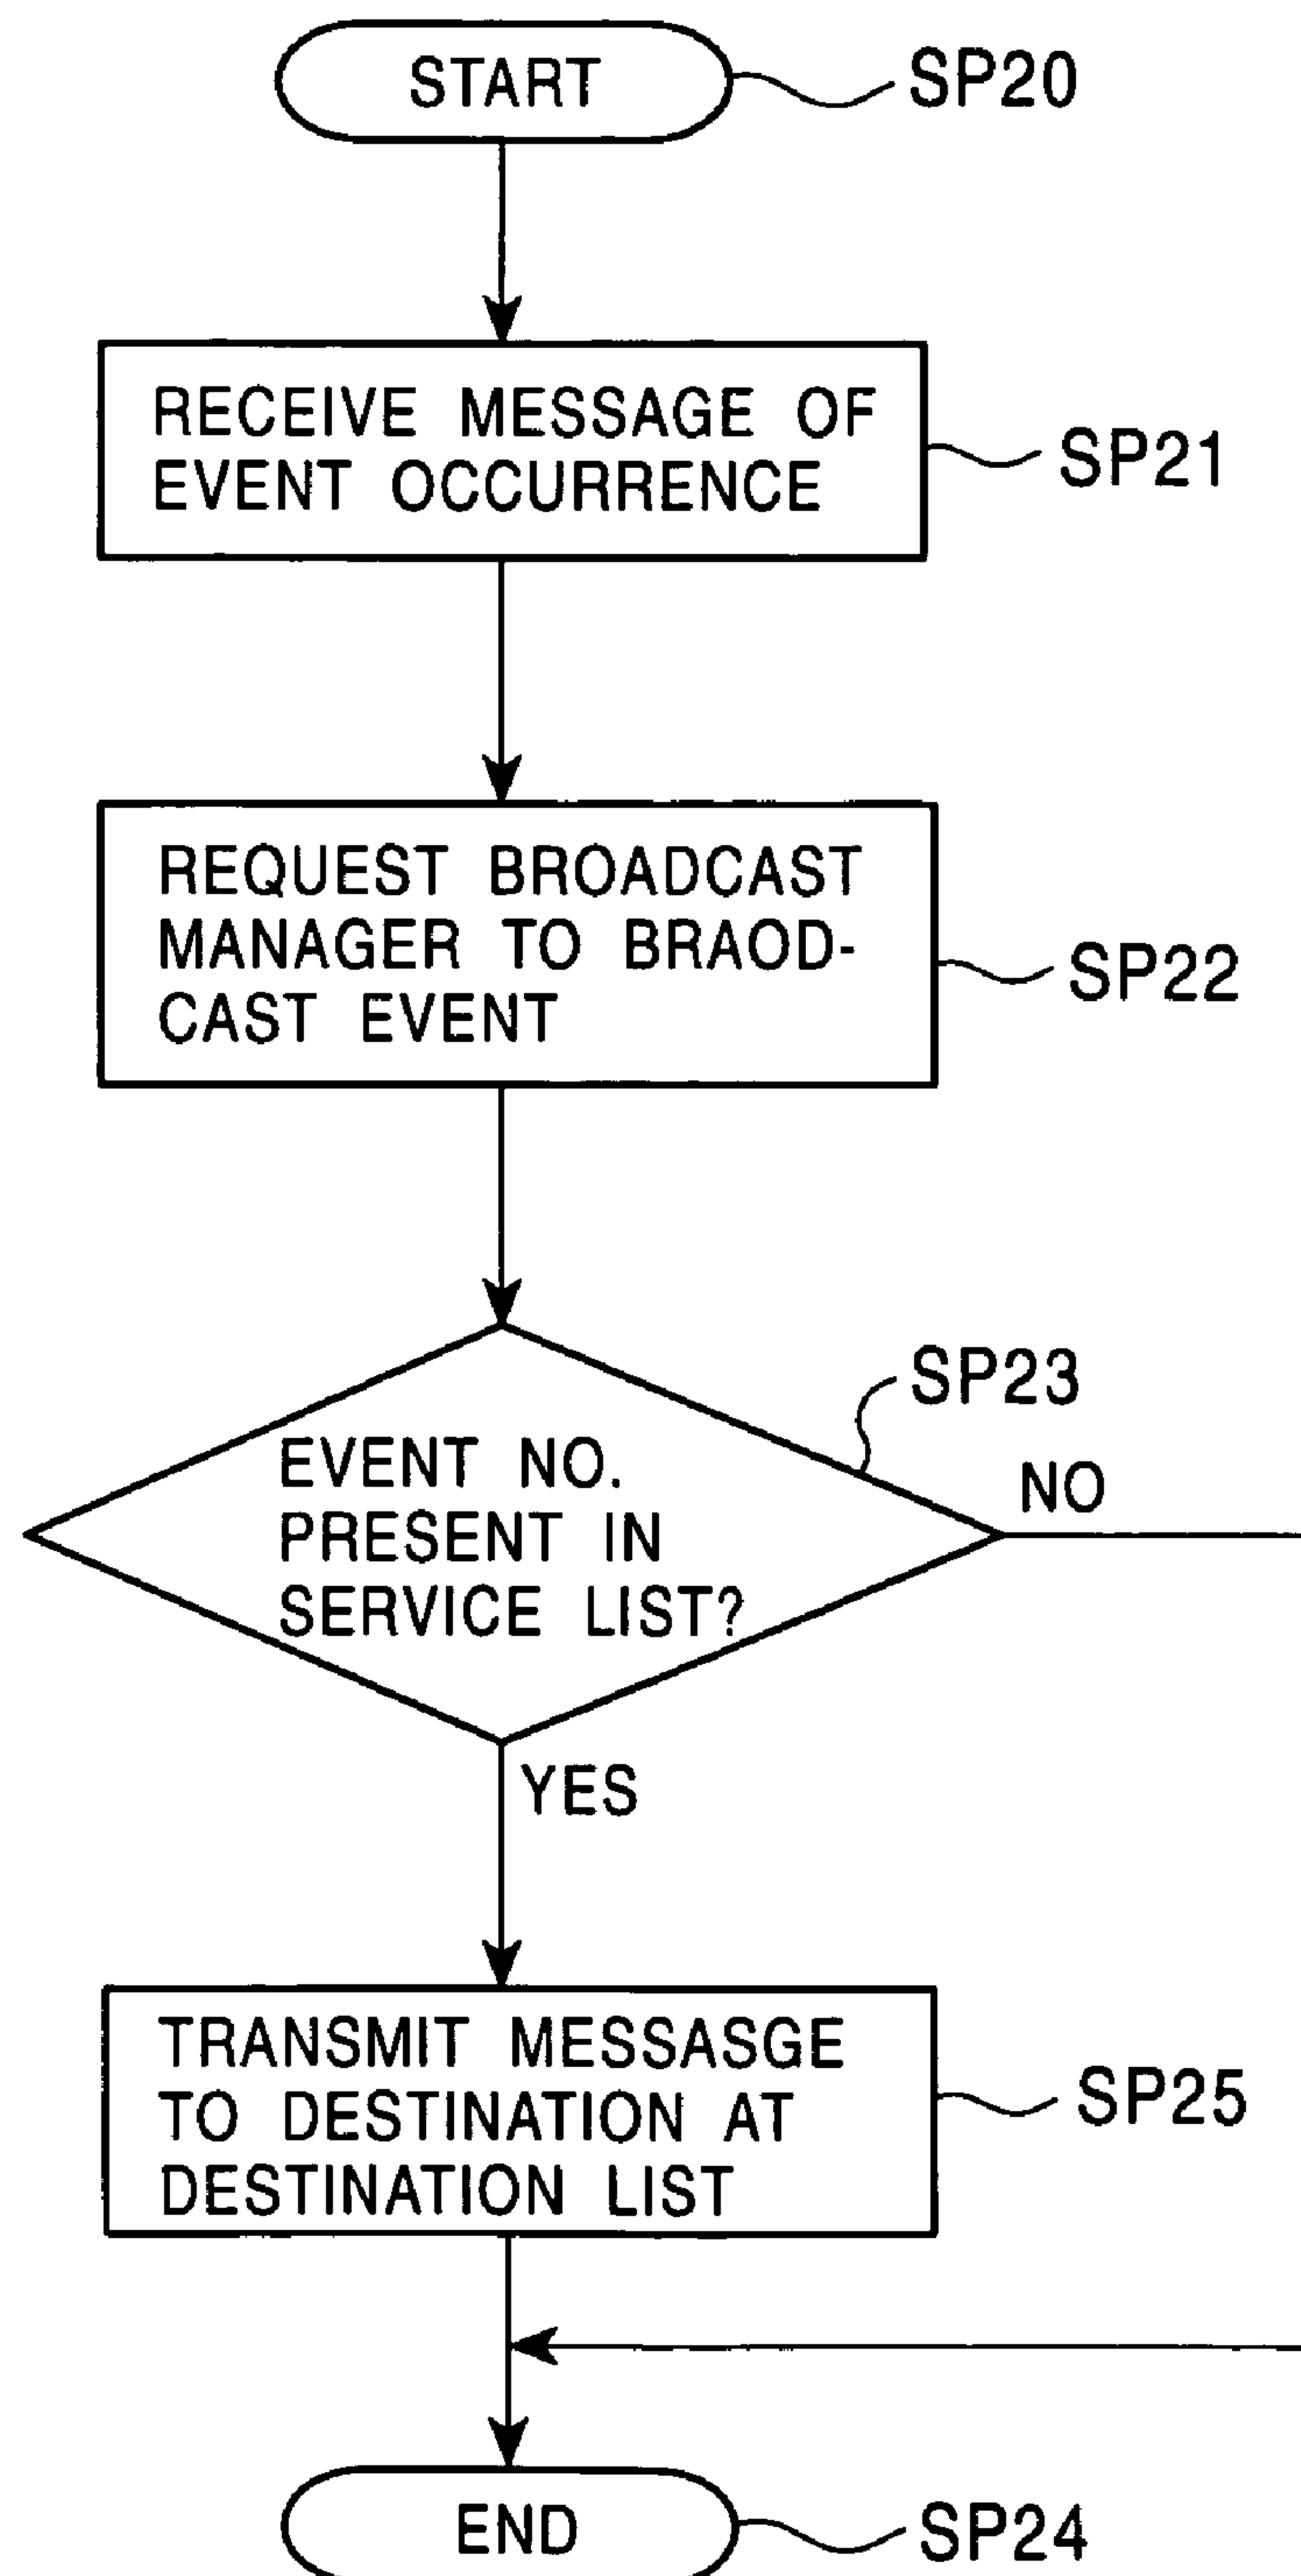 START
SP20
RECEIVE MESSAGE OF
EVENT OCCURRENCE
SP21
REQUEST BROADCAST
MANAGER TO BRAOD-
CAST EVENT
SP22
SP23
EVENT NO.
PRESENT IN
SERVICE LIST?
NO
YES
TRANSMIT MESSASGE
TO DESTINATION AT
DESTINATION LIST
SP25
END
SP24